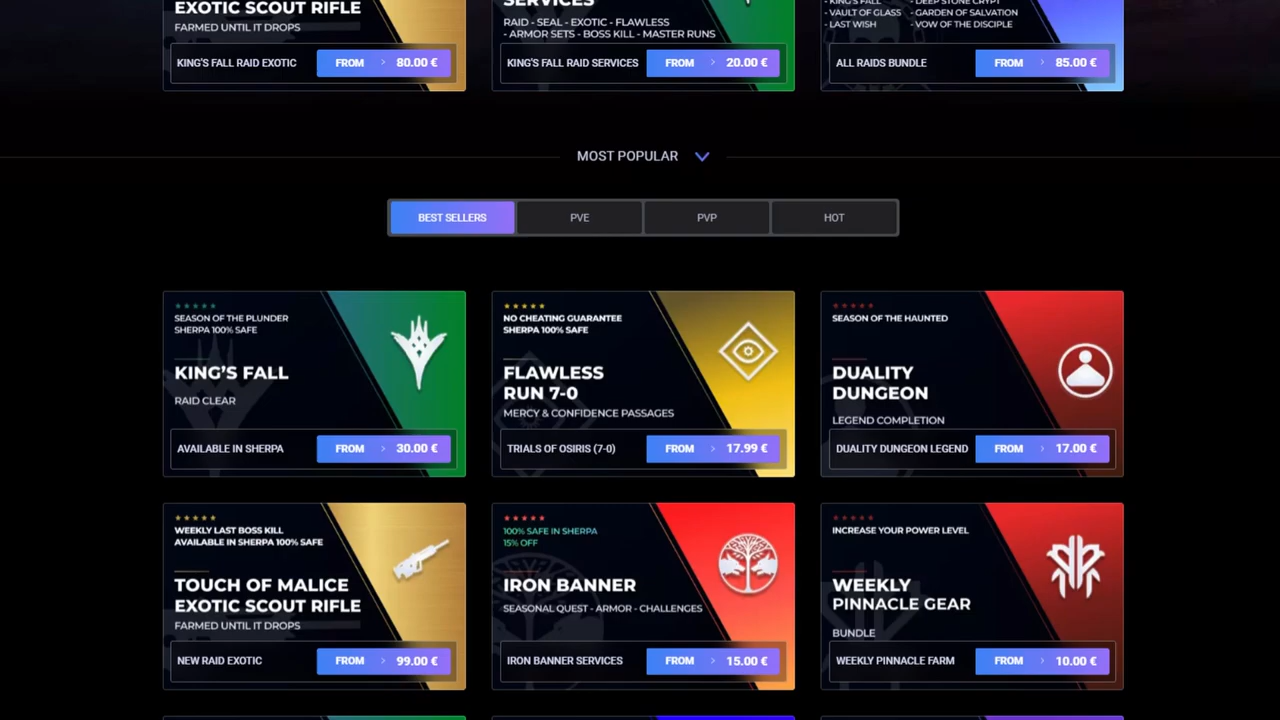 EXOTIC SCOUT RIFLE
FARMED UNTIL IT DROPS
KING'S FALL RAID EXOTIC
FROM > 80.00 €
SERVICES
RAID - SEAL - EXOTIC - FLAWLESS
- ARMOR SETS - BOSS KILL - MASTER RUNS
KING'S FALL RAID SERVICES
FROM > 20.00 €
- KING'S FALL - DEEP STONE CRYPT
- VAULT OF GLASS - GARDEN OF SALVATION
- LAST WISH - VOW OF THE DISCIPLE
ALL RAIDS BUNDLE
FROM > 85.00 €
MOST POPULAR
BEST SELLERS
PVE
PVP
HOT
SEASON OF THE PLUNDER
SHERPA 100% SAFE
KING'S FALL
RAID CLEAR
AVAILABLE IN SHERPA
FROM > 30.00 €
NO CHEATING GUARANTEE
SHERPA 100% SAFE
FLAWLESS
RUN 7-0
MERCY & CONFIDENCE PASSAGES
TRIALS OF OSIRIS (7-0)
FROM > 17.99 €
SEASON OF THE HAUNTED
DUALITY
DUNGEON
LEGEND COMPLETION
DUALITY DUNGEON LEGEND
FROM > 17.00 €
WEEKLY LAST BOSS KILL
AVAILABLE IN SHERPA 100% SAFE
TOUCH OF MALICE
EXOTIC SCOUT RIFLE
FARMED UNTIL IT DROPS
NEW RAID EXOTIC
FROM > 99.00 €
100% SAFE IN SHERPA
15% OFF
IRON BANNER
SEASONAL QUEST - ARMOR - CHALLENGES
IRON BANNER SERVICES
FROM > 15.00 €
INCREASE YOUR POWER LEVEL
WEEKLY
PINNACLE GEAR
BUNDLE
WEEKLY PINNACLE FARM
FROM > 10.00 €